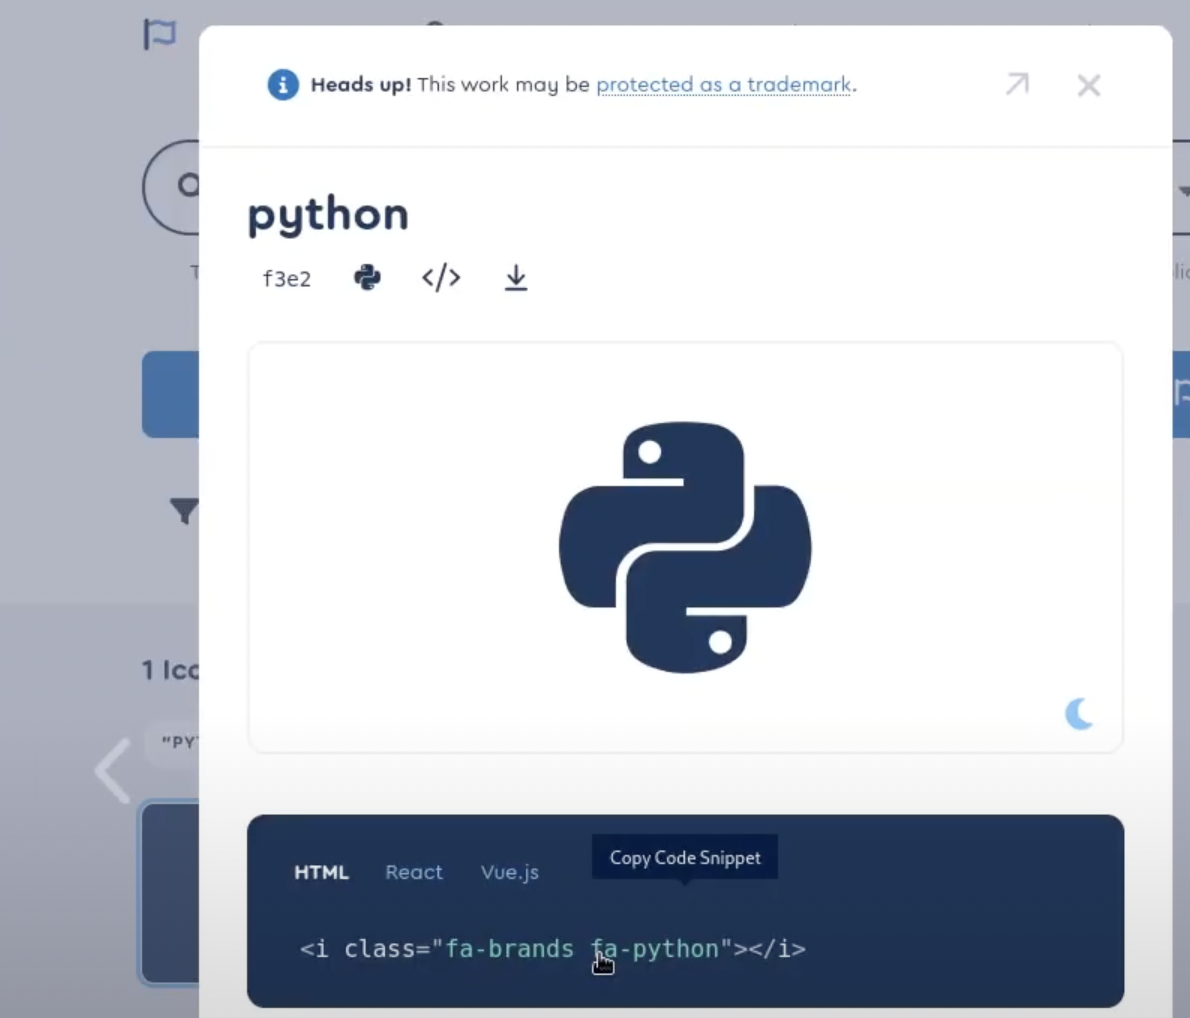 Heads up! This work may be protected as a trademark.
python
f3e2 </>
1 Ico
"PY
HTML React Vue.js
Copy Code Snippet
<i class="fa-brands fa-python"></i>